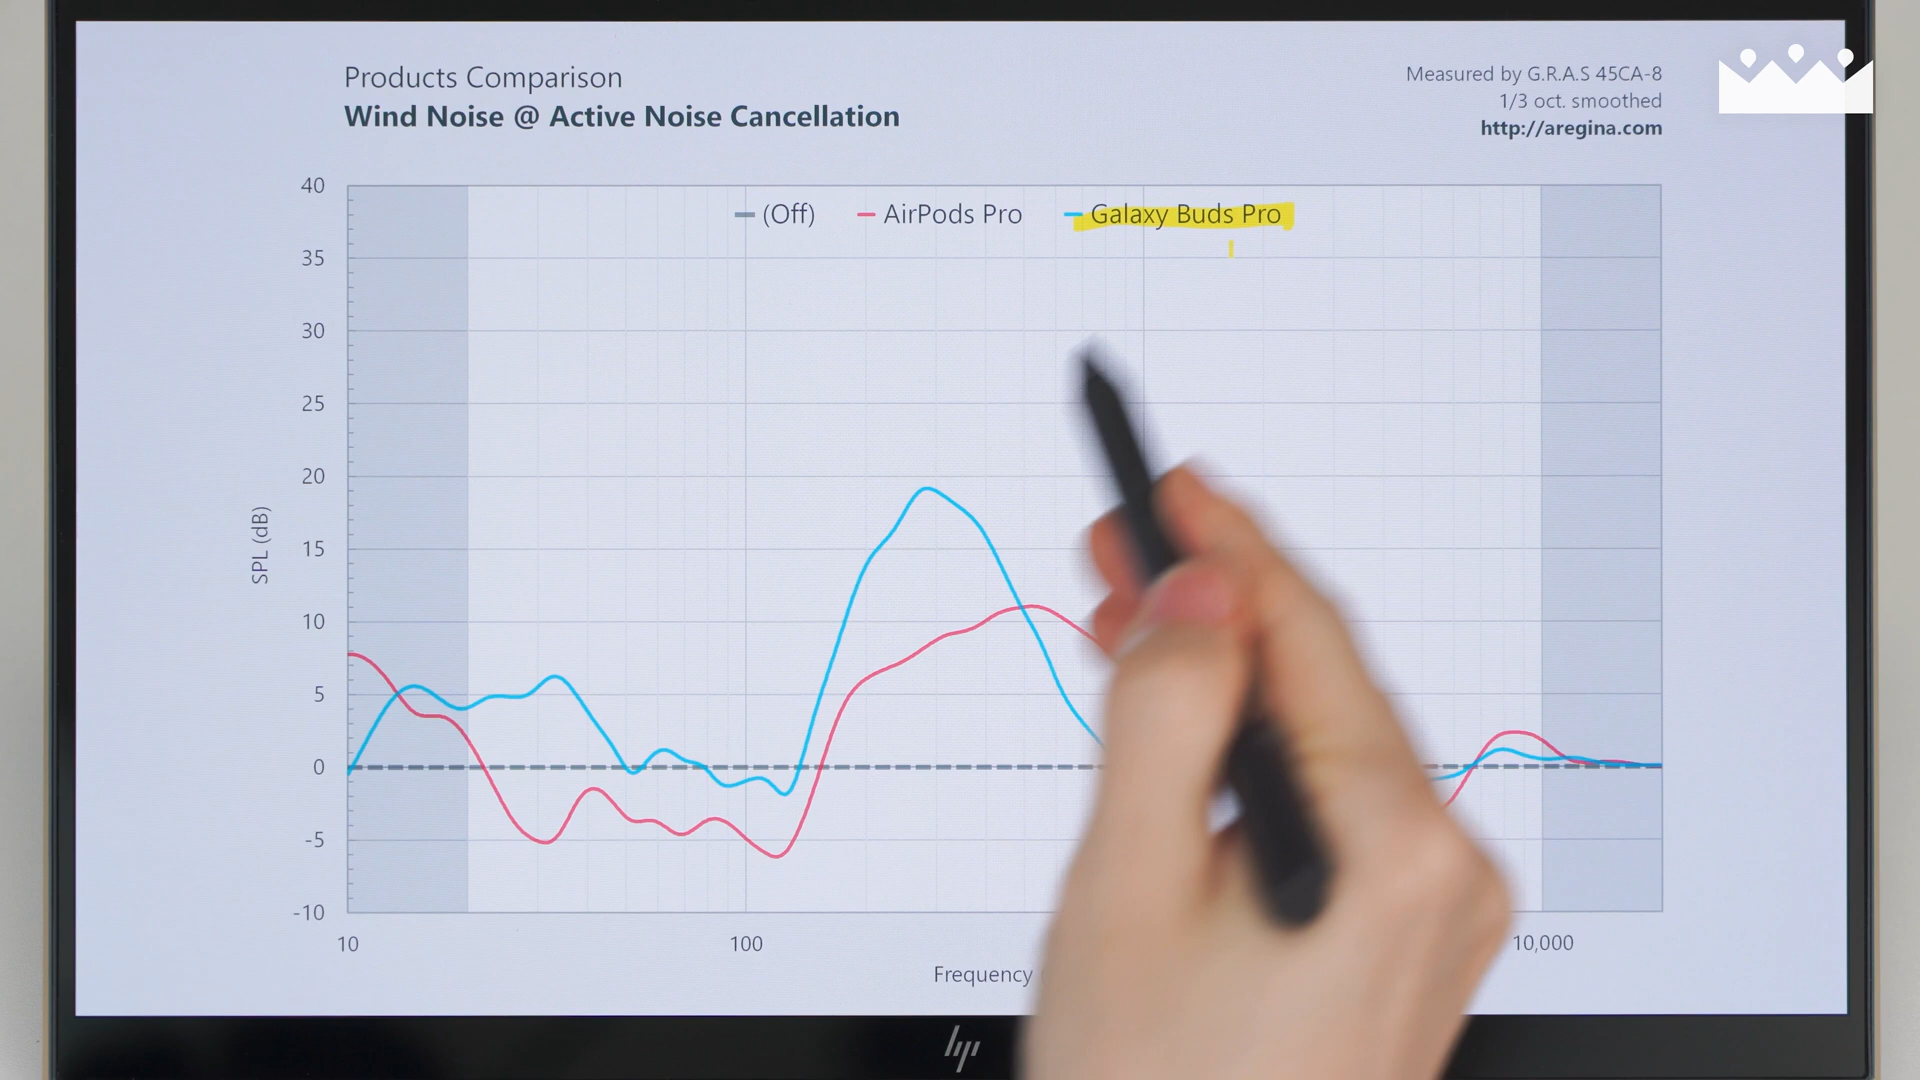 Products Comparison
Wind Noise @ Active Noise Cancellation
Measured by G.R.A.S 45CA-8
1/3 oct. smoothed
http://aregina.com
(Off) AirPods Pro Galaxy Buds Pro
40
35
30
25
20
15
10
5
0
-5
-10
SPL (dB)
10 100 10,000
Frequency
hp